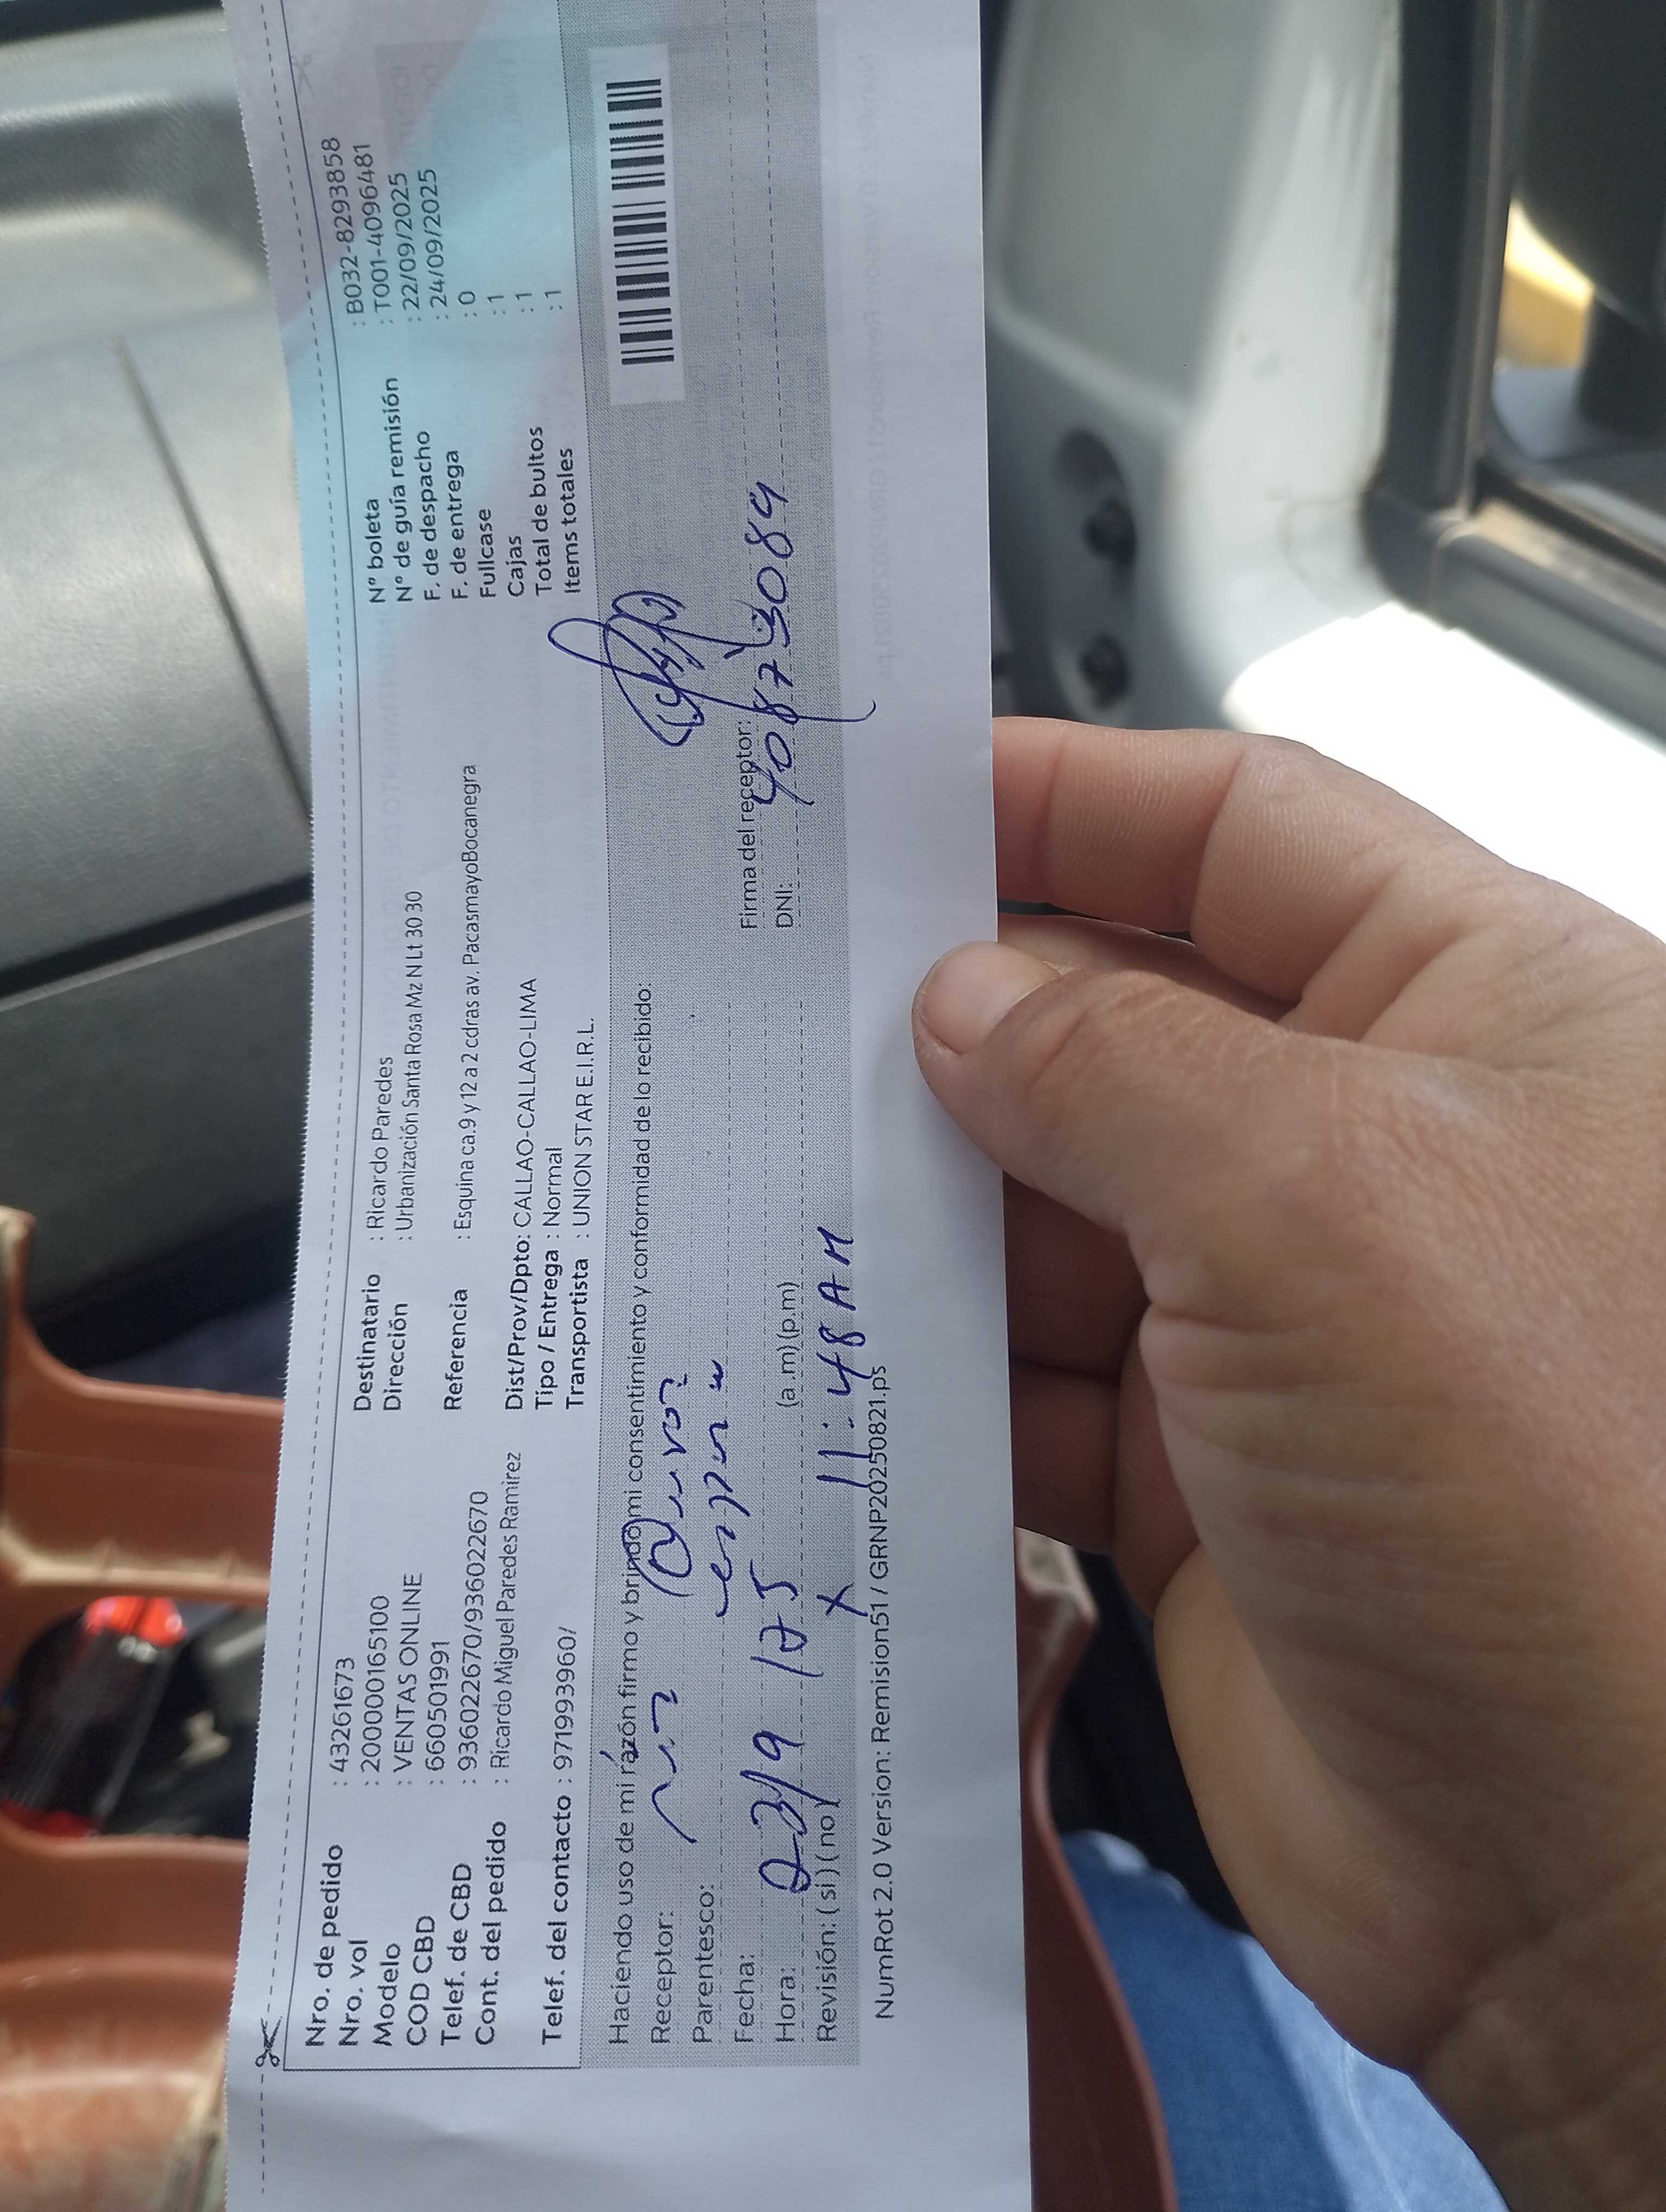 Nro. de pedido : 43261673
Nro. vol : 2000000165100
Modelo : VENTAS ONLINE
COD CBD : 660501991
Telef. de CBD : 936022670/936022670
Cont. del pedido : Ricardo Miguel Paredes Ramirez
Telef. del contacto : 971993960/
Destinatario : Ricardo Paredes
Dirección : Urbanización Santa Rosa Mz N Lt 30 30
Referencia : Esquina ca.9 y 12 a 2 cdras av. PacasmayoBocanegra
Dist/Prov/Dpto: CALLAO-CALLAO-LIMA
Tipo / Entrega : Normal
Transportista : UNION STAR E.I.R.L.
N° boleta : B032-8293858
N° de guía remisión : T001-4096481
F. de despacho : 22/09/2025
F. de entrega : 24/09/2025
Fullcase : 0
Cajas : 1
Total de bultos : 1
Items totales : 1
Haciendo uso de mi razón firmo y brindo mi consentimiento y conformidad de lo recibido:
Receptor:
Parentesco:
Fecha: 23/9/25
Hora: (a.m)(p.m)
Revisión: ( si ) ( no ) x 11:48 AM
Firma del receptor:
DNI:
NumRot 2.0 Version: Remision51 / GRNP20250821.ps